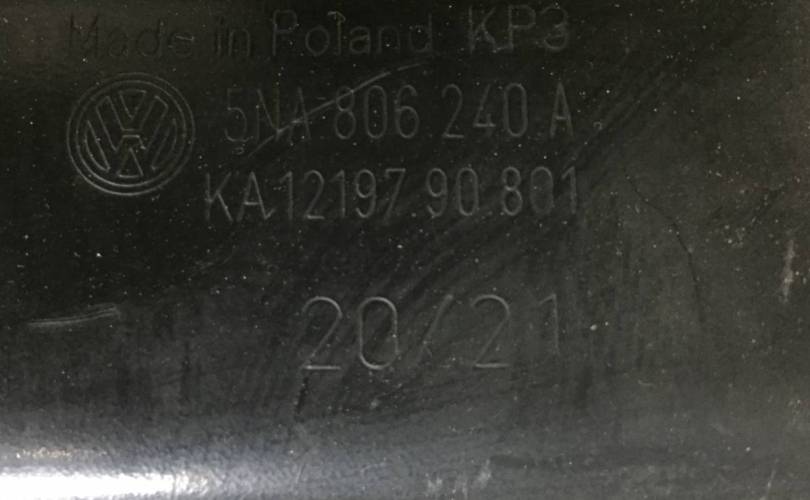 Made in Poland KP3
5NA 806 240 A
KA12197 90 801
20/21